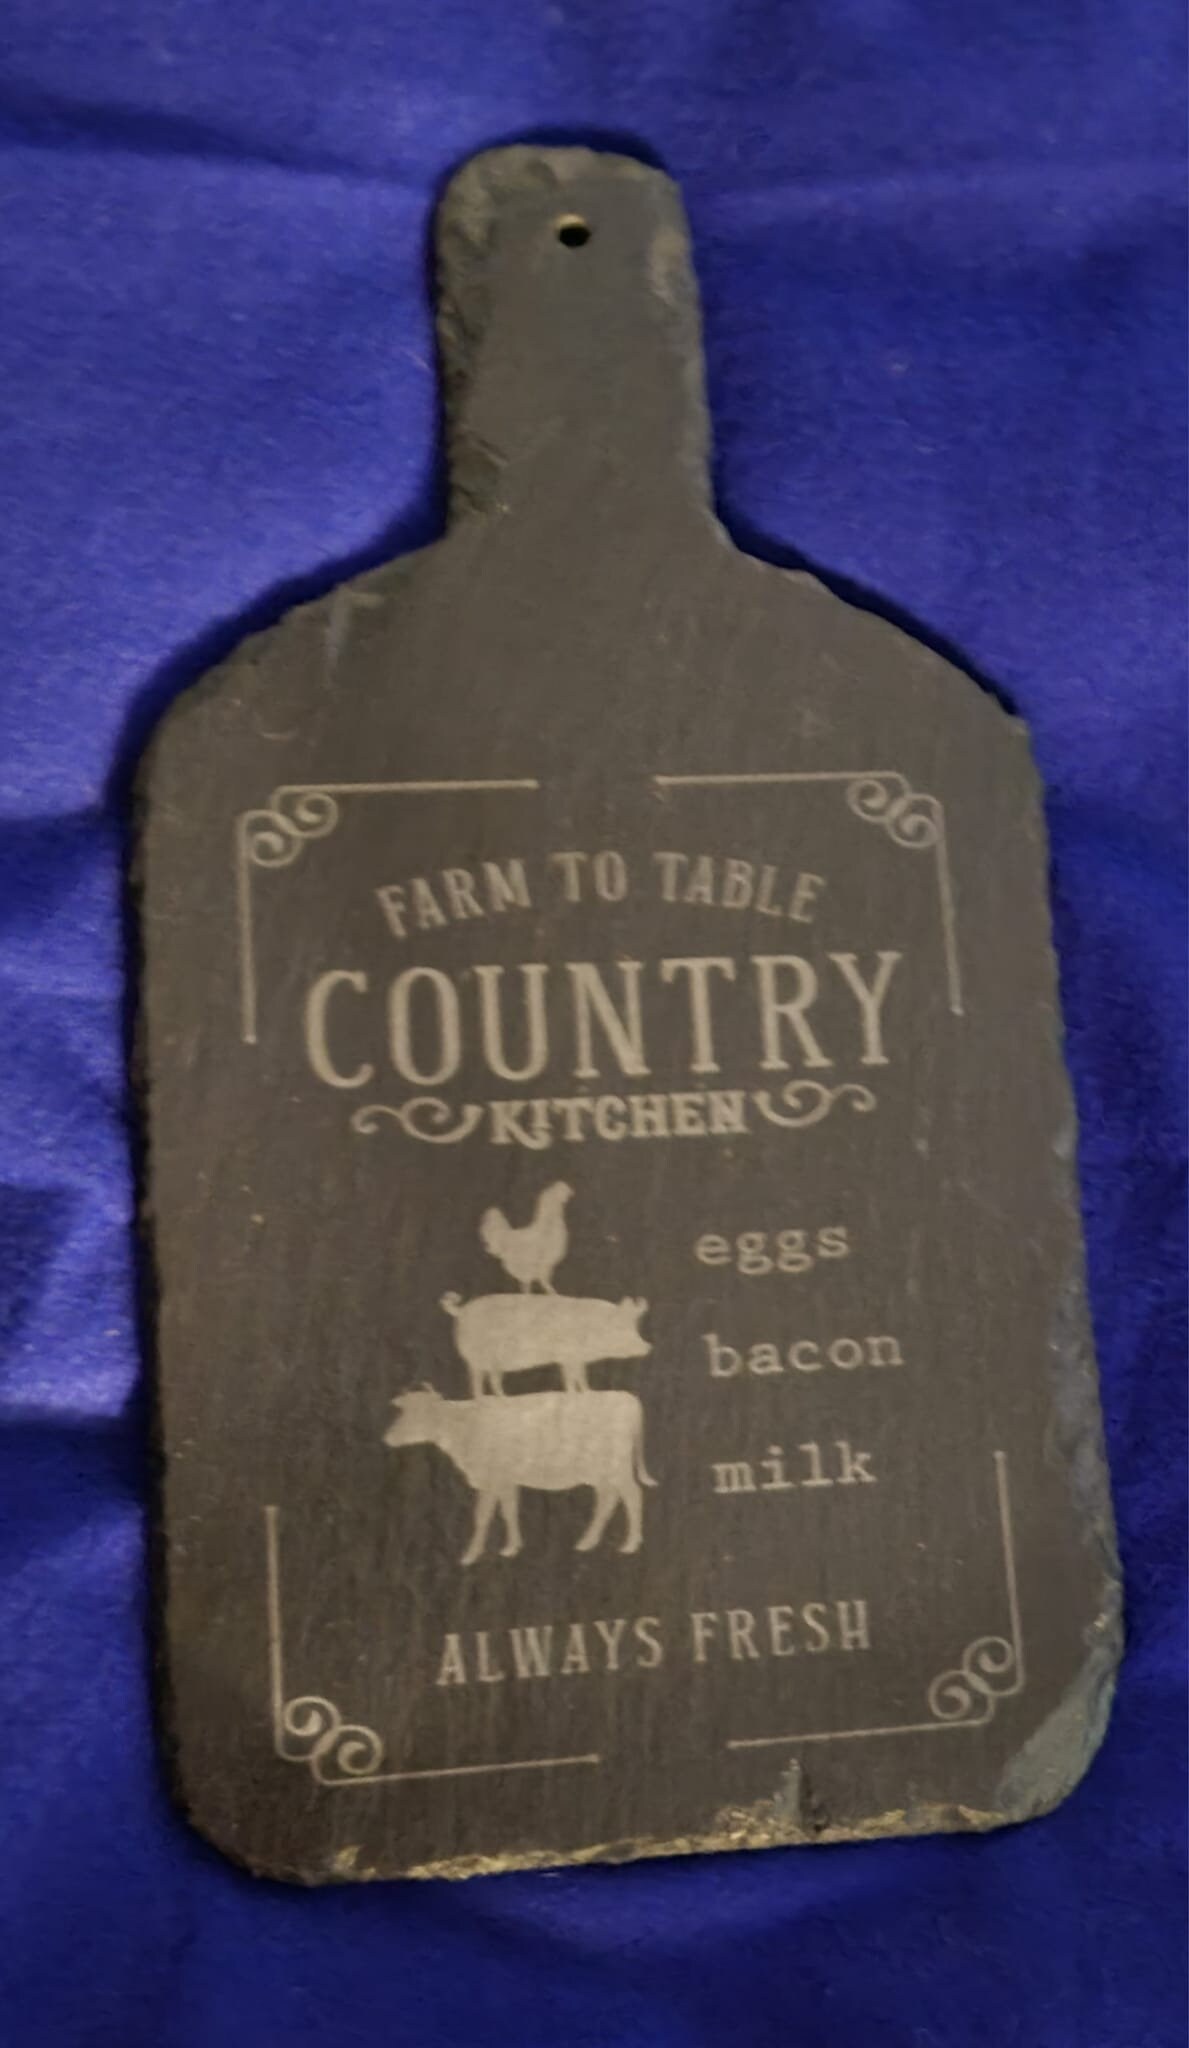 FARM TO TABLE
COUNTRY
KITCHEN
eggs
bacon
milk
ALWAYS FRESH